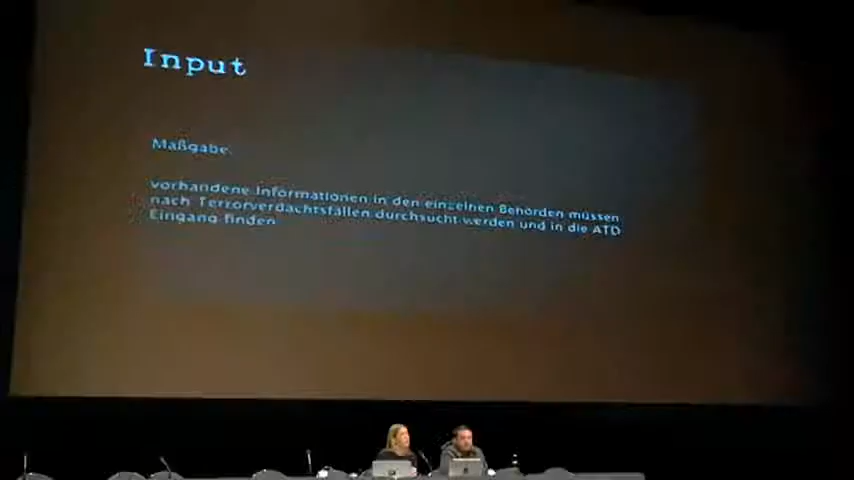 Input
Maßgabe:
vorhandene Informationen in den einzelnen Behörden müssen
nach Terrorverdachtsfällen durchsucht werden und in die ATD
Eingang finden